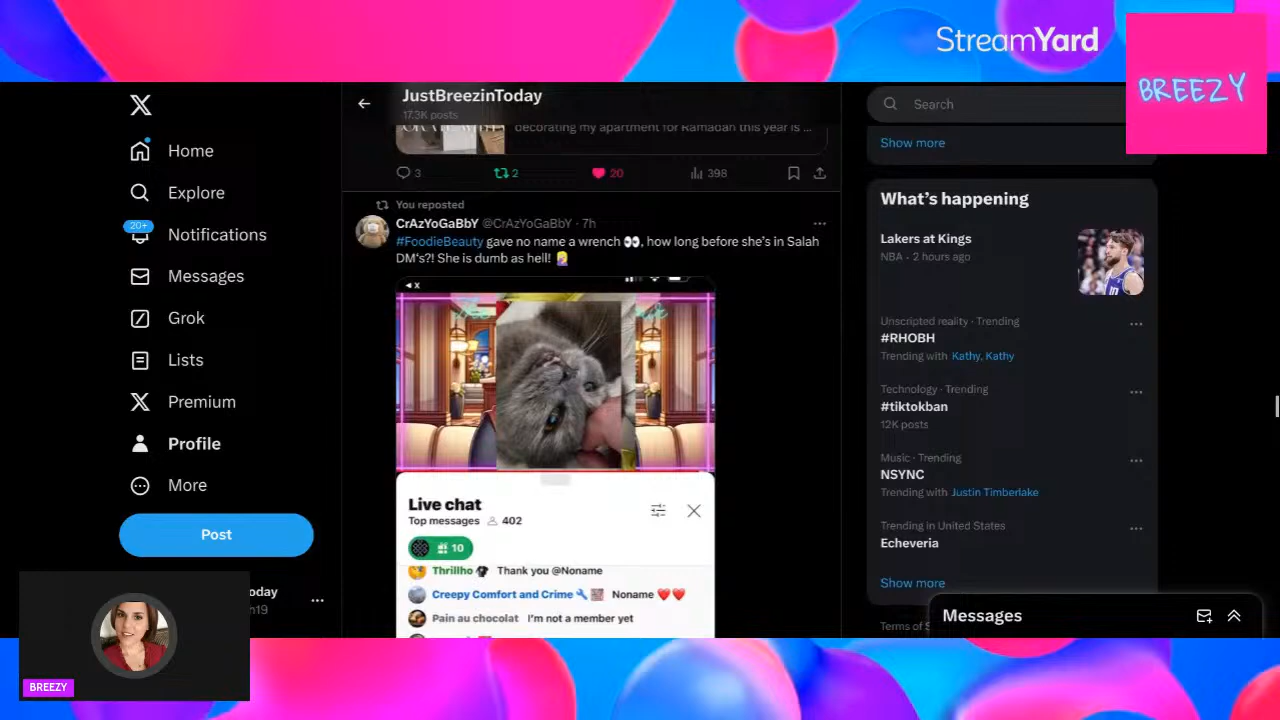 StreamYard
BREEZY
JustBreezinToday
17.3K posts
decorating my apartment for Ramadan this year is ...
3
2
20
398
Home
Explore
20+
Notifications
Messages
Grok
Lists
Premium
Profile
More
Post
oday
n19
BREEZY
You reposted
CrAzYoGaBbY @CrAzYoGaBbY · 7h
#FoodieBeauty gave no name a wrench 👀, how long before she's in Salah
DM's?! She is dumb as hell! 🤦‍♀️
X
Live chat
Top messages 402
10
Thrillho Thank you @Noname
Creepy Comfort and Crime 🔧 Noname ❤️❤️
Pain au chocolat I'm not a member yet
Search
Show more
What's happening
Lakers at Kings
NBA · 2 hours ago
Unscripted reality · Trending
#RHOBH
Trending with Kathy, Kathy
Technology · Trending
#tiktokban
12K posts
Music · Trending
NSYNC
Trending with Justin Timberlake
Trending in United States
Echeveria
Show more
Terms of S
Messages